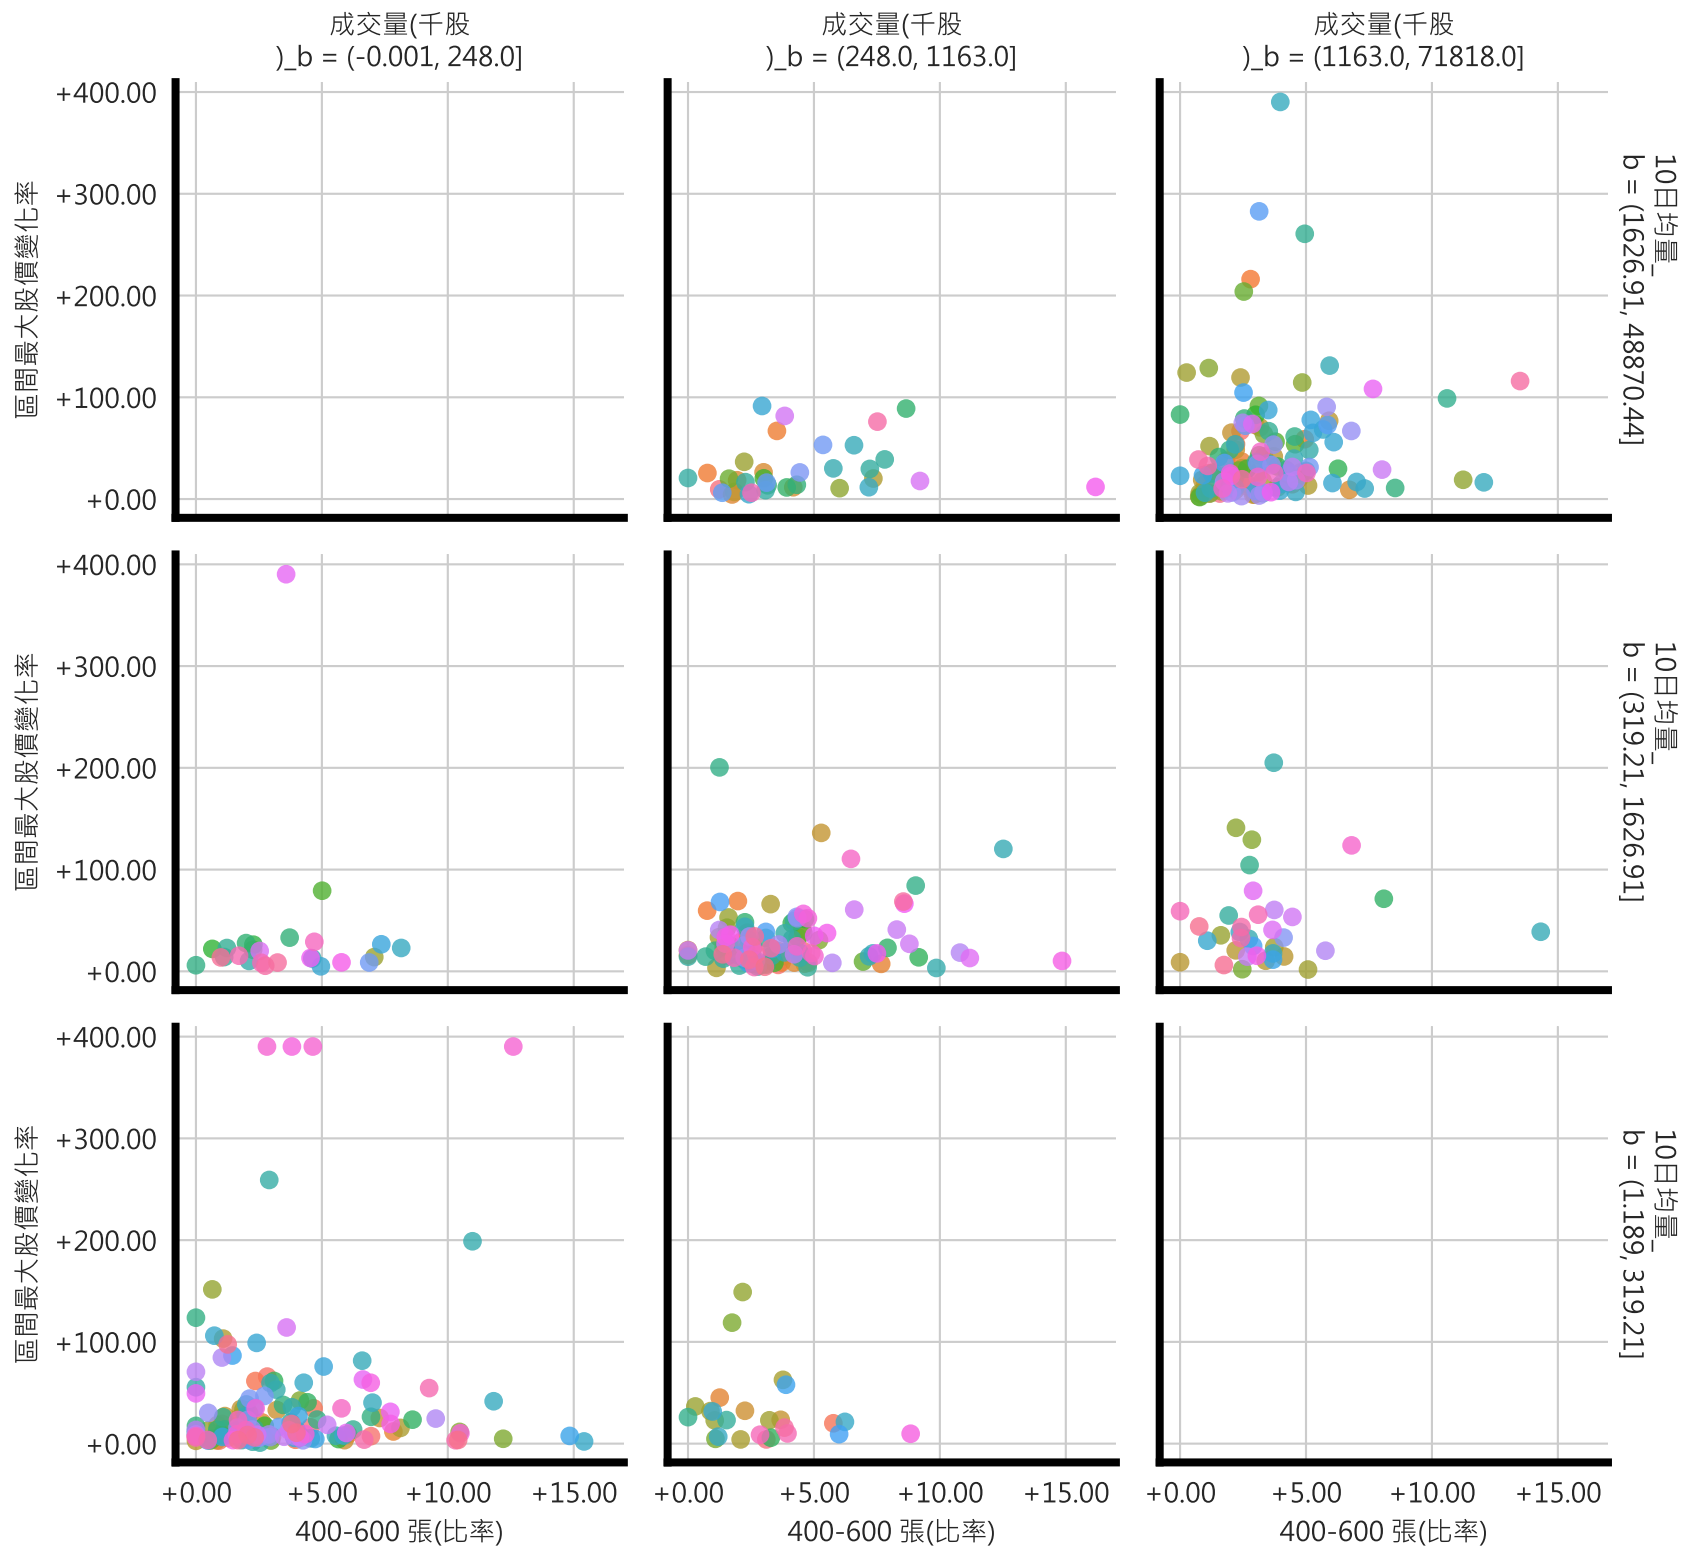 成交量(千股
)_b = (-0.001, 248.0]
成交量(千股
)_b = (248.0, 1163.0]
成交量(千股
)_b = (1163.0, 71818.0]
+400.00
+300.00
+200.00
+100.00
+0.00
區間最大股價變化率
10日均量_
b = (1626.91, 48870.44]
+400.00
+300.00
+200.00
+100.00
+0.00
區間最大股價變化率
10日均量_
b = (319.21, 1626.91]
+400.00
+300.00
+200.00
+100.00
+0.00
區間最大股價變化率
10日均量_
b = (1.189, 319.21]
+0.00 +5.00 +10.00 +15.00
400-600 張(比率)
+0.00 +5.00 +10.00 +15.00
400-600 張(比率)
+0.00 +5.00 +10.00 +15.00
400-600 張(比率)